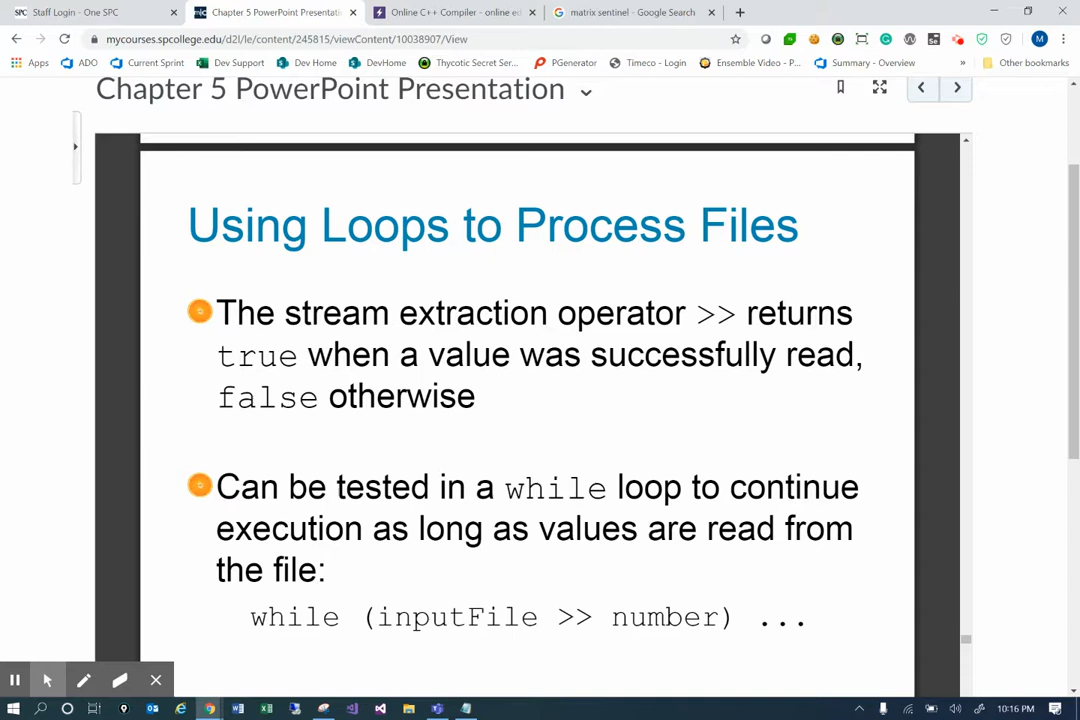 Staff Login - One SPC
Chapter 5 PowerPoint Presentati
Online C++ Compiler - online ed
matrix sentinel - Google Search
mycourses.spcollege.edu/d2l/le/content/245815/viewContent/10038907/View
M
Apps
ADO
Current Sprint
Dev Support
Dev Home
DevHome
Thycotic Secret Ser...
PGenerator
Timeco - Login
Ensemble Video - P...
Summary - Overview
»
Other bookmarks
Chapter 5 PowerPoint Presentation
Using Loops to Process Files
The stream extraction operator >> returns
true when a value was successfully read,
false otherwise
Can be tested in a while loop to continue
execution as long as values are read from
the file:
while (inputFile >> number) ...
10:16 PM